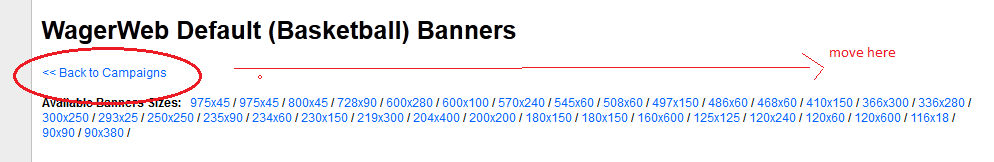 WagerWeb Default (Basketball) Banners
move here
<< Back to Campaigns
Available Banners Sizes: 975x45 / 975x45 / 800x45 / 728x90 / 600x280 / 600x100 / 570x240 / 545x60 / 508x60 / 497x150 / 486x60 / 468x60 / 410x150 / 366x300 / 336x280 /
300x250 / 293x25 / 250x250 / 235x90 / 234x60 / 230x150 / 219x300 / 204x400 / 200x200 / 180x150 / 180x150 / 160x600 / 125x125 / 120x240 / 120x60 / 120x600 / 116x18 /
90x90 / 90x380 /